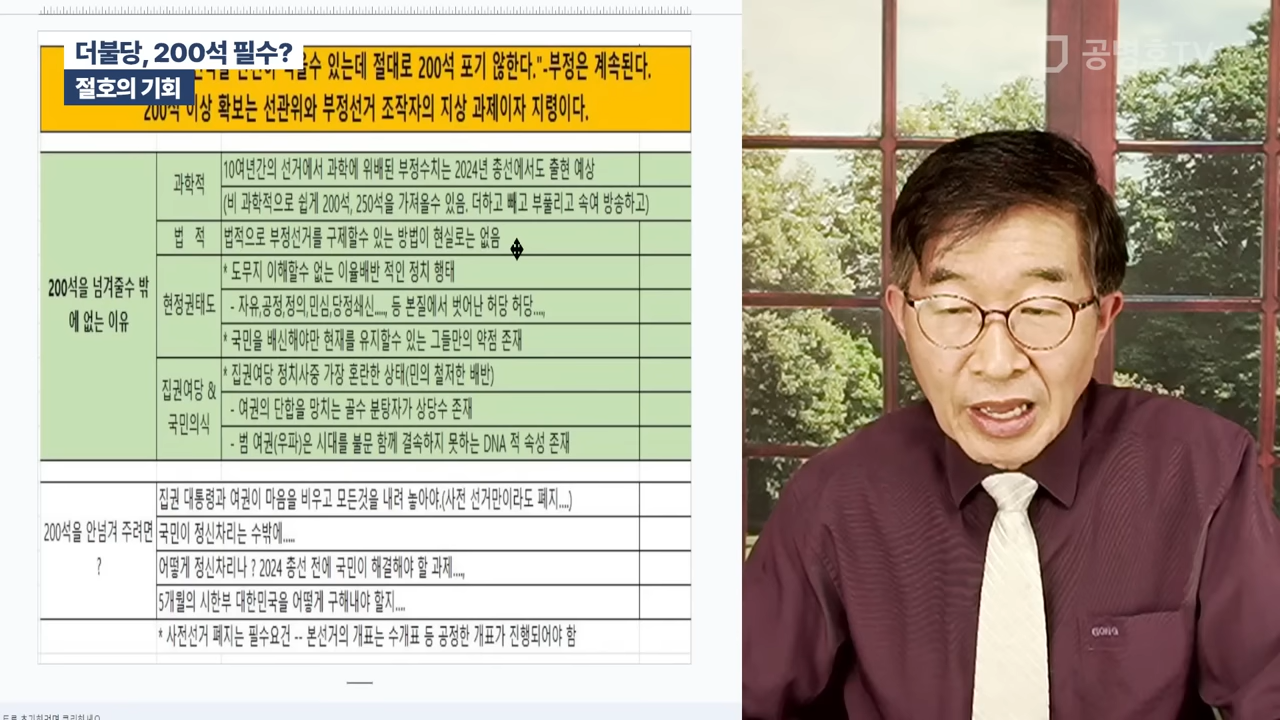 더불당, 200석 필수?
절호의 기회
있는데 절대로 200석 포기 않한다."-부정은 계속된다.
200석 이상 확보는 선관위와 부정선거 조작자의 지상 과제이자 지령이다.
공병호TV
200석을 넘겨줄수 밖
에 없는 이유
과학적
10여년간의 선거에서 과학에 위배된 부정수치는 2024년 총선에서도 출현 예상
(비 과학적으로 쉽게 200석, 250석을 가져올수 있음. 더하고 빼고 부풀리고 속여 방송하고)
법 적
법적으로 부정선거를 구제할수 있는 방법이 현실로는 없음
현정권태도
* 도무지 이해할수 없는 이율배반 적인 정치 행태
- 자유,공정,정의,민심,당정쇄신...., 등 본질에서 벗어난 허당 허당....,
* 국민을 배신해야만 현재를 유지할수 있는 그들만의 약점 존재
집권여당 &
국민의식
* 집권여당 정치사중 가장 혼란한 상태(민의 철저한 배반)
- 여권의 단합을 망치는 골수 분탕자가 상당수 존재
- 범 여권(우파)은 시대를 불문 함께 결속하지 못하는 DNA 적 속성 존재
200석을 안넘겨 주려면
?
집권 대통령과 여권이 마음을 비우고 모든것을 내려 놓아야.(사전 선거만이라도 폐지....)
국민이 정신차리는 수밖에.....
어떻게 정신차리나 ? 2024 총선 전에 국민이 해결해야 할 과제....,
5개월의 시한부 대한민국을 어떻게 구해내야 할지....
* 사전선거 폐지는 필수요건 -- 본선거의 개표는 수개표 등 공정한 개표가 진행되어야 함
GONG